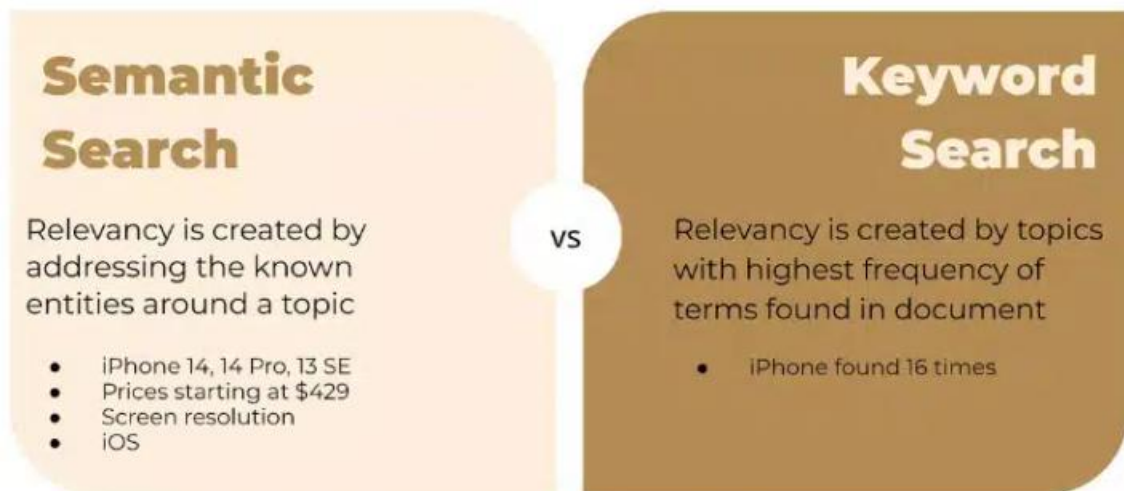 Semantic
Search
Relevancy is created by
addressing the known
entities around a topic
● iPhone 14, 14 Pro, 13 SE
● Prices starting at $429
● Screen resolution
● iOS
vs
Keyword
Search
Relevancy is created by topics
with highest frequency of
terms found in document
● iPhone found 16 times